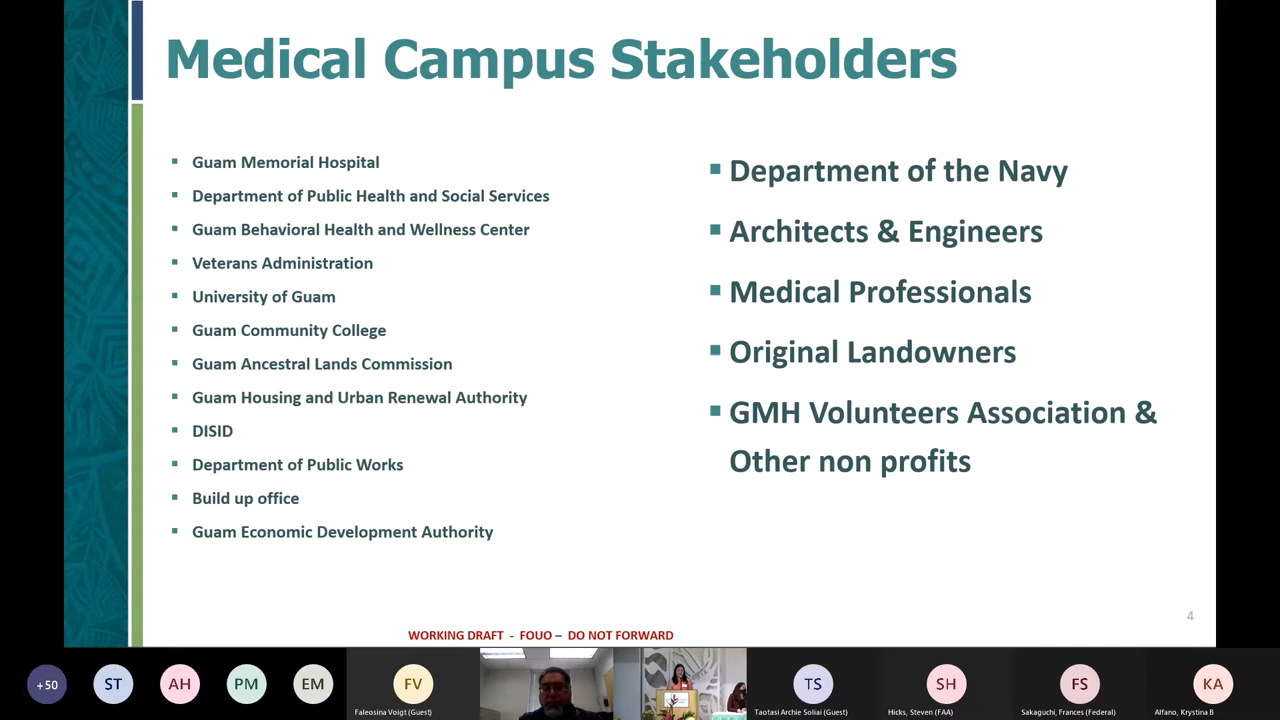 Medical Campus Stakeholders
Guam Memorial Hospital
Department of Public Health and Social Services
Guam Behavioral Health and Wellness Center
Veterans Administration
University of Guam
Guam Community College
Guam Ancestral Lands Commission
Guam Housing and Urban Renewal Authority
DISID
Department of Public Works
Build up office
Guam Economic Development Authority
Department of the Navy
Architects & Engineers
Medical Professionals
Original Landowners
GMH Volunteers Association &
Other non profits
4
WORKING DRAFT - FOUO – DO NOT FORWARD
+50
ST
AH
PM
EM
FV
Faleosina Voigt (Guest)
TS
Taotasi Archie Soliai (Guest)
SH
Hicks, Steven (FAA)
FS
Sakaguchi, Frances (Federal)
KA
Alfano, Krystina B